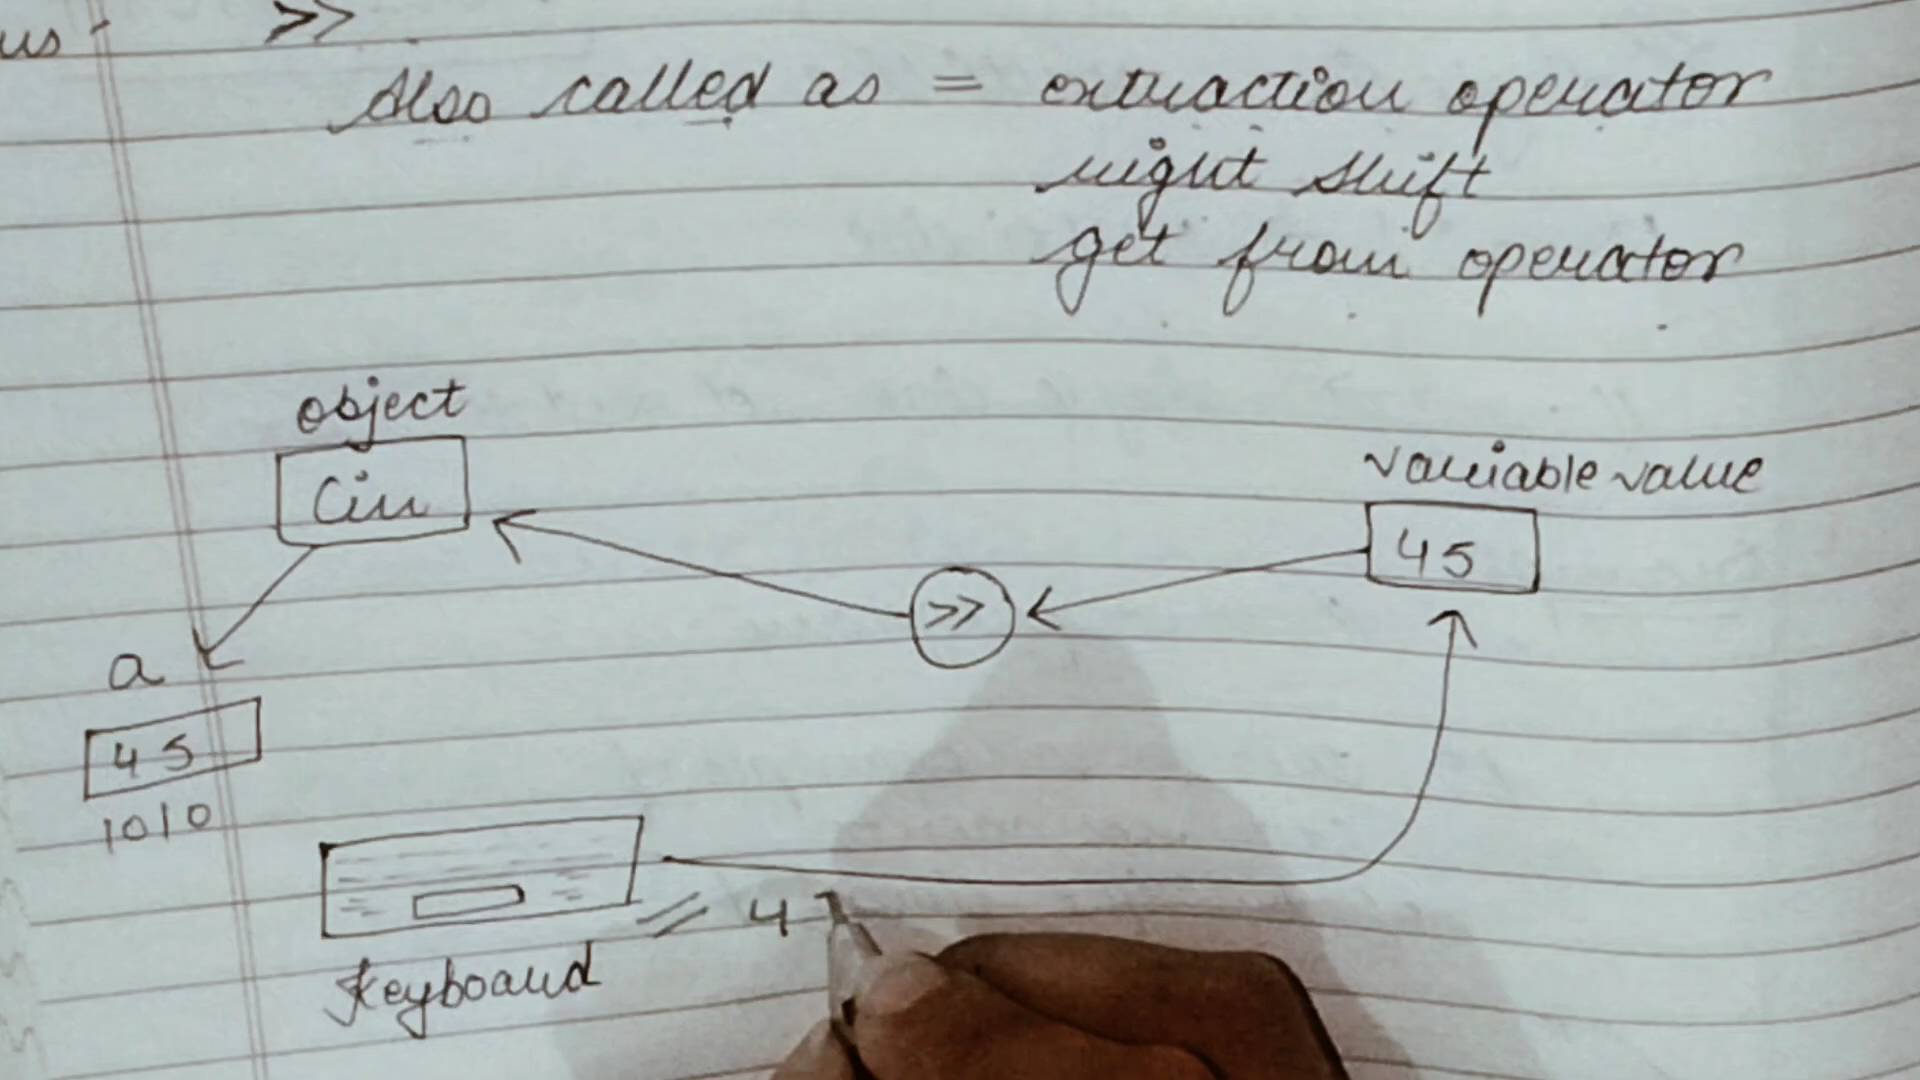 us :- >>
Also called as = extraction operator
right shift
get from operator
object
Cin
variable value
45
>>
a
45
1010
= 4
Keyboard